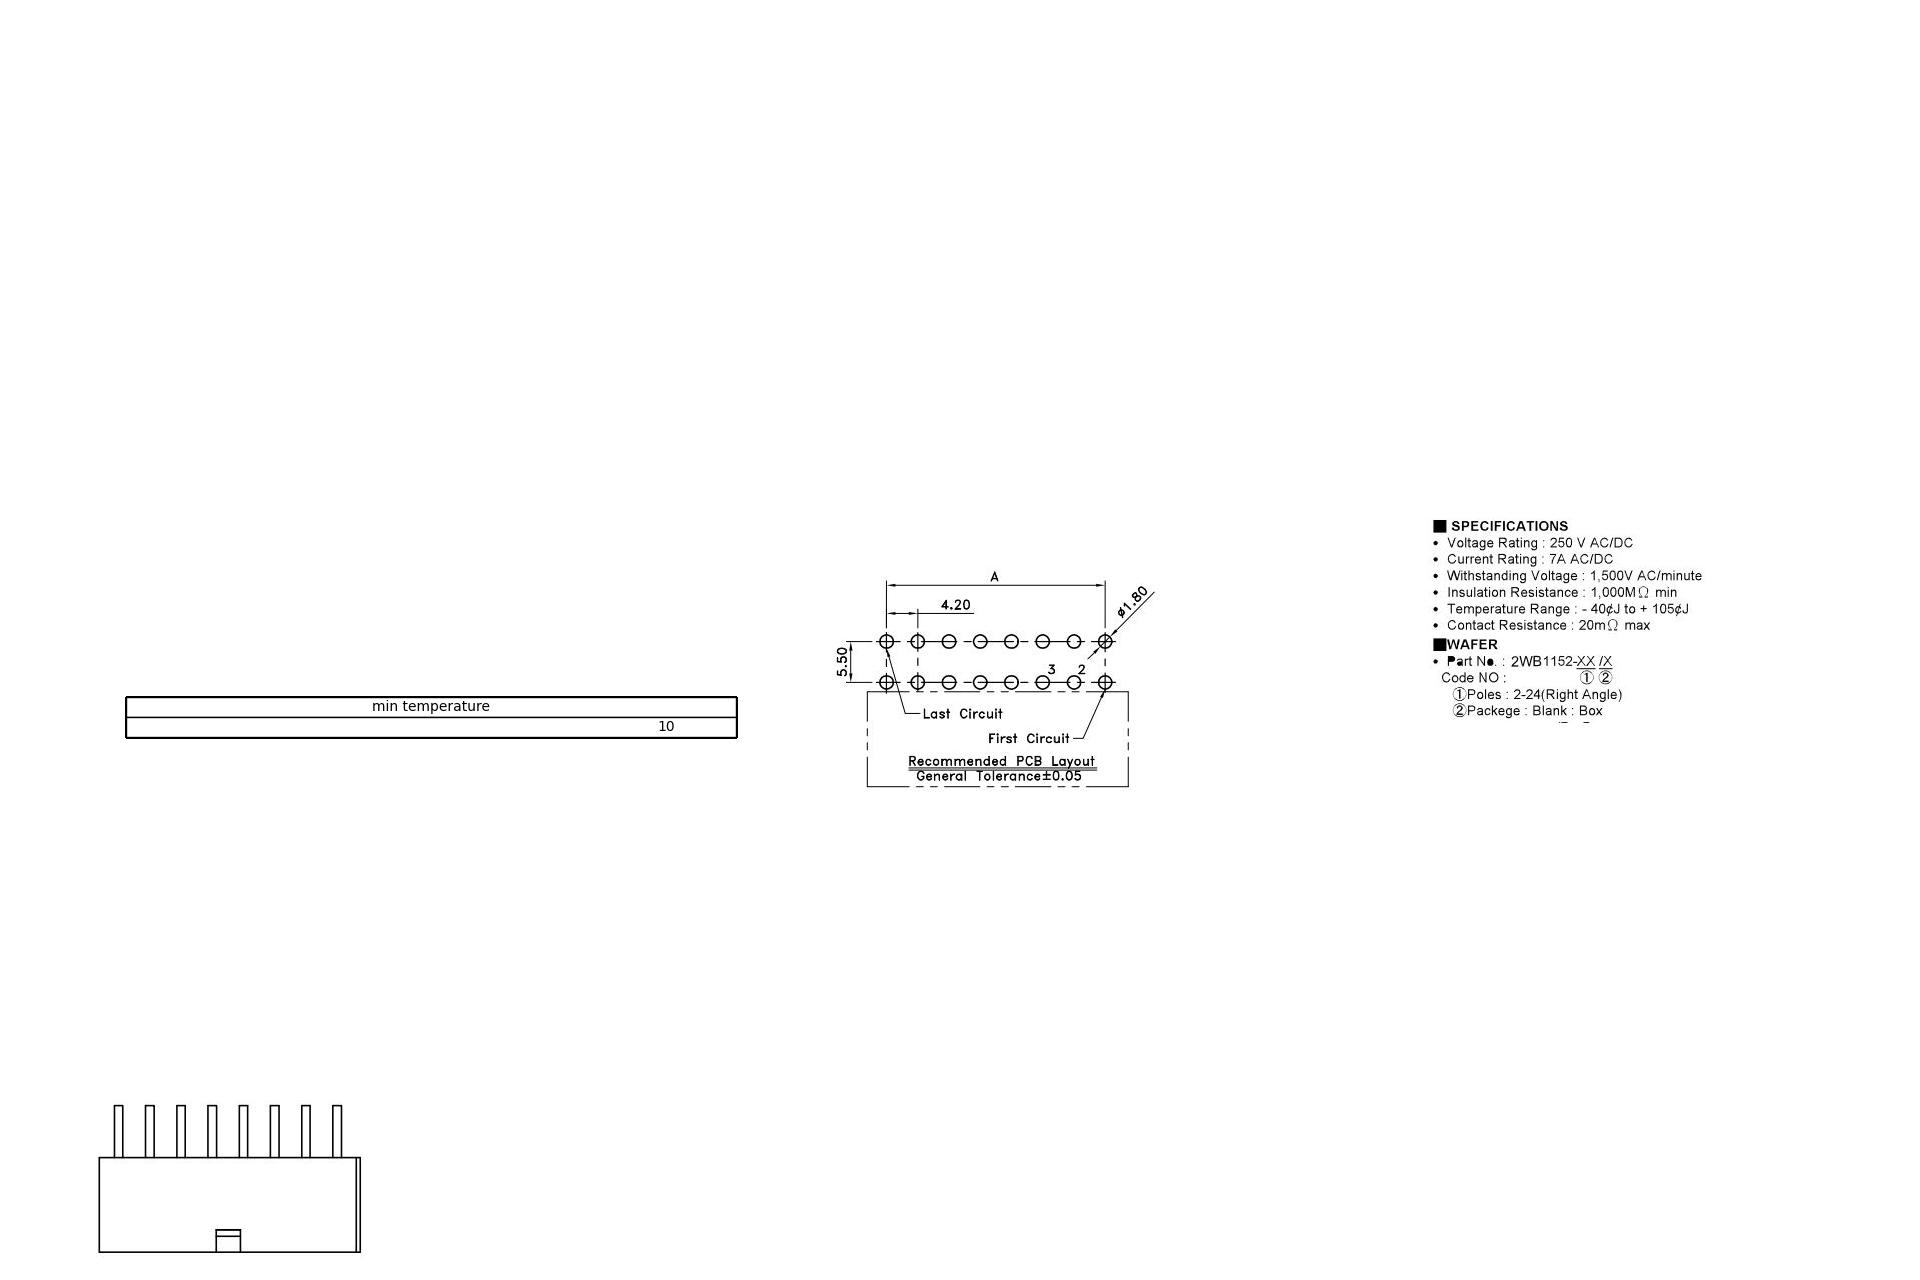 min temperature
10
A
4.20
ø1.80
5.50
3 2
Last Circuit
First Circuit
Recommended PCB Layout
General Tolerance±0.05
■ SPECIFICATIONS
• Voltage Rating : 250 V AC/DC
• Current Rating : 7A AC/DC
• Withstanding Voltage : 1,500V AC/minute
• Insulation Resistance : 1,000MΩ min
• Temperature Range : - 40¢J to + 105¢J
• Contact Resistance : 20mΩ max
■WAFER
• Part No. : 2WB1152-XX /X
Code NO : ① ②
①Poles : 2-24(Right Angle)
②Packege : Blank : Box